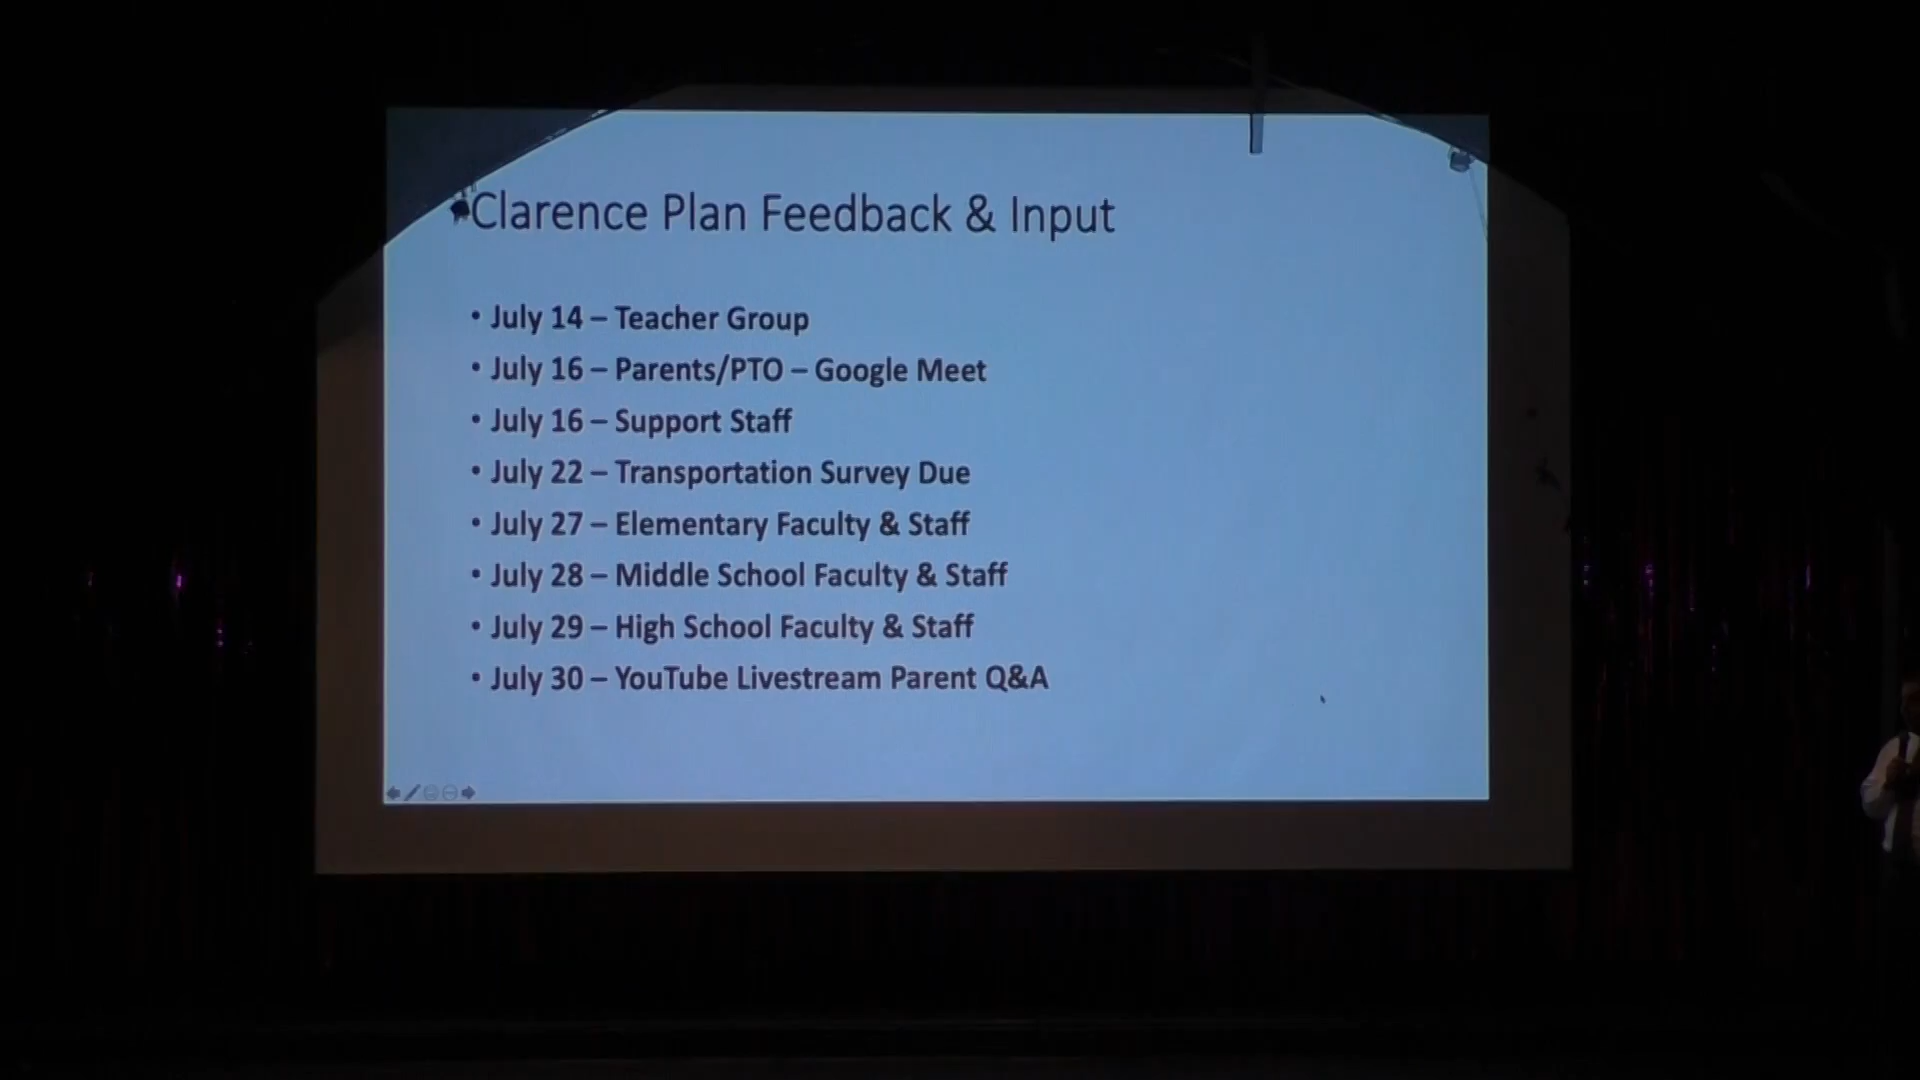 Clarence Plan Feedback & Input
• July 14 – Teacher Group
• July 16 – Parents/PTO – Google Meet
• July 16 – Support Staff
• July 22 – Transportation Survey Due
• July 27 – Elementary Faculty & Staff
• July 28 – Middle School Faculty & Staff
• July 29 – High School Faculty & Staff
• July 30 – YouTube Livestream Parent Q&A